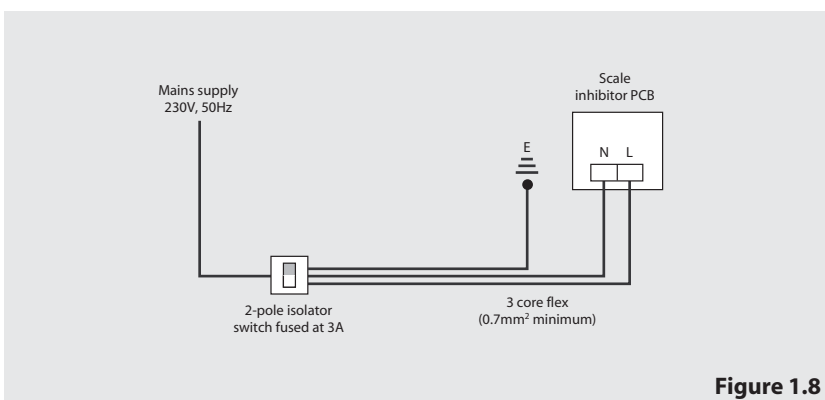 Mains supply
230V, 50Hz
Scale
inhibitor PCB
E
N L
2-pole isolator
switch fused at 3A
3 core flex
(0.7mm² minimum)
Figure 1.8